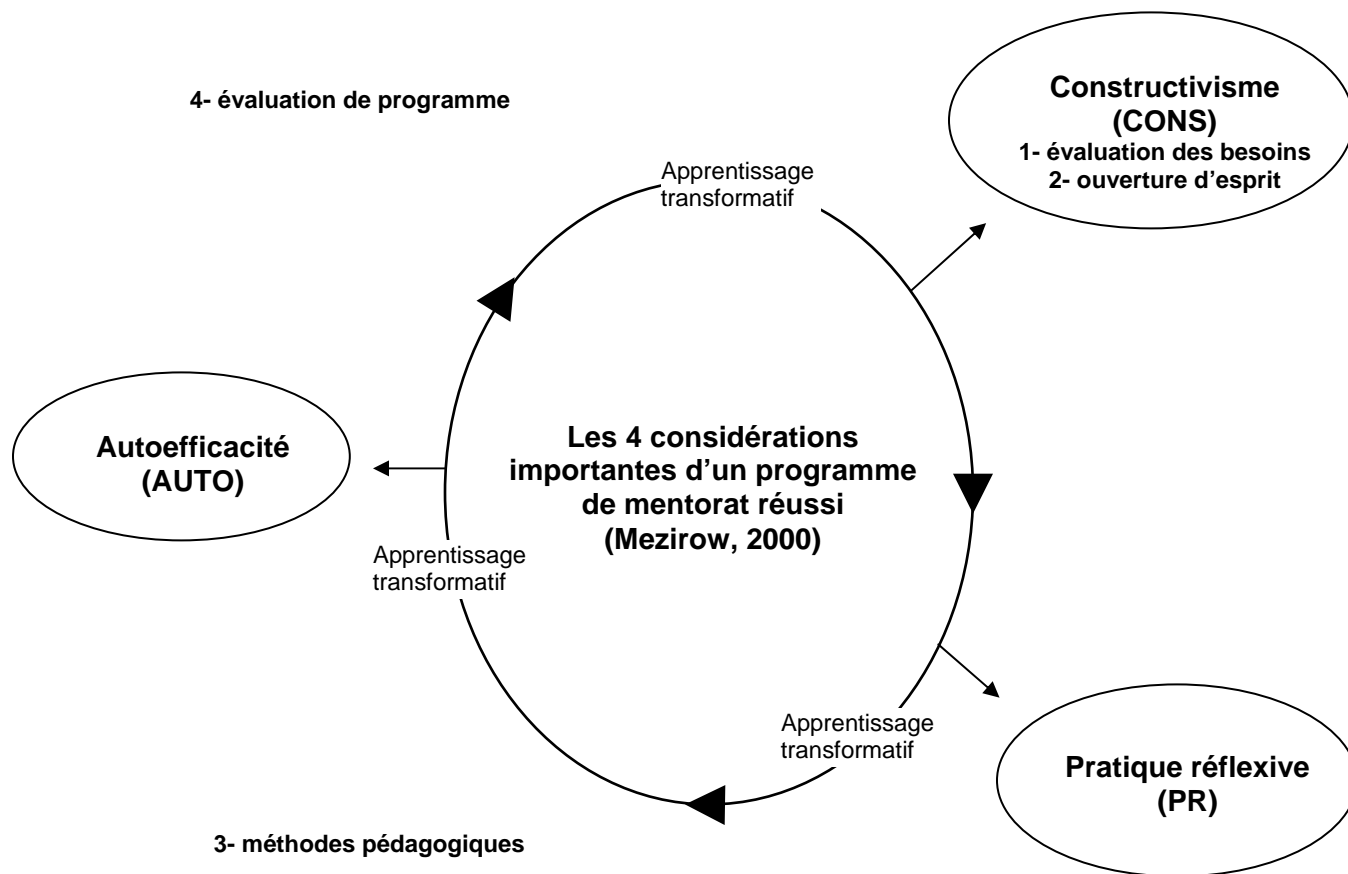 Constructivisme
(CONS)
1- évaluation des besoins
2- ouverture d’esprit
4- évaluation de programme
Apprentissage
transformatif
Les 4 considérations
importantes d’un programme
de mentorat réussi
(Mezirow, 2000)
Autoefficacité
(AUTO)
Apprentissage
transformatif
Apprentissage
transformatif
Pratique réflexive
(PR)
3- méthodes pédagogiques